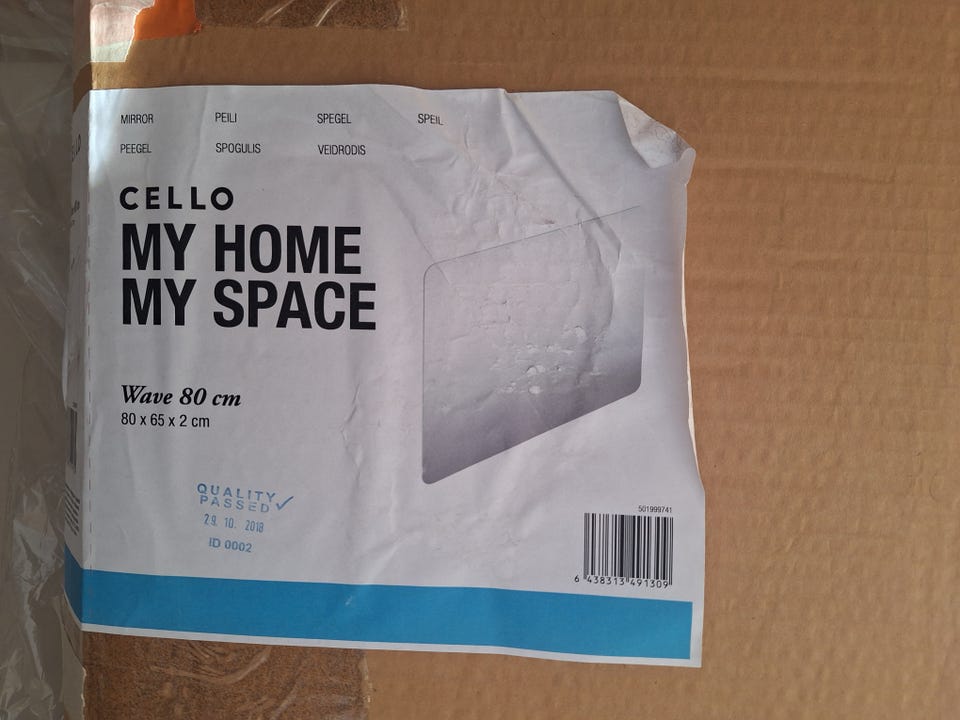 MIRROR PEILI SPEGEL SPEIL
PEEGEL SPOGULIS VEIDRODIS
CELLO
MY HOME
MY SPACE
Wave 80 cm
80 x 65 x 2 cm
QUALITY
PASSED
29. 10. 2018
ID 0002
501999741
6 438313 491309